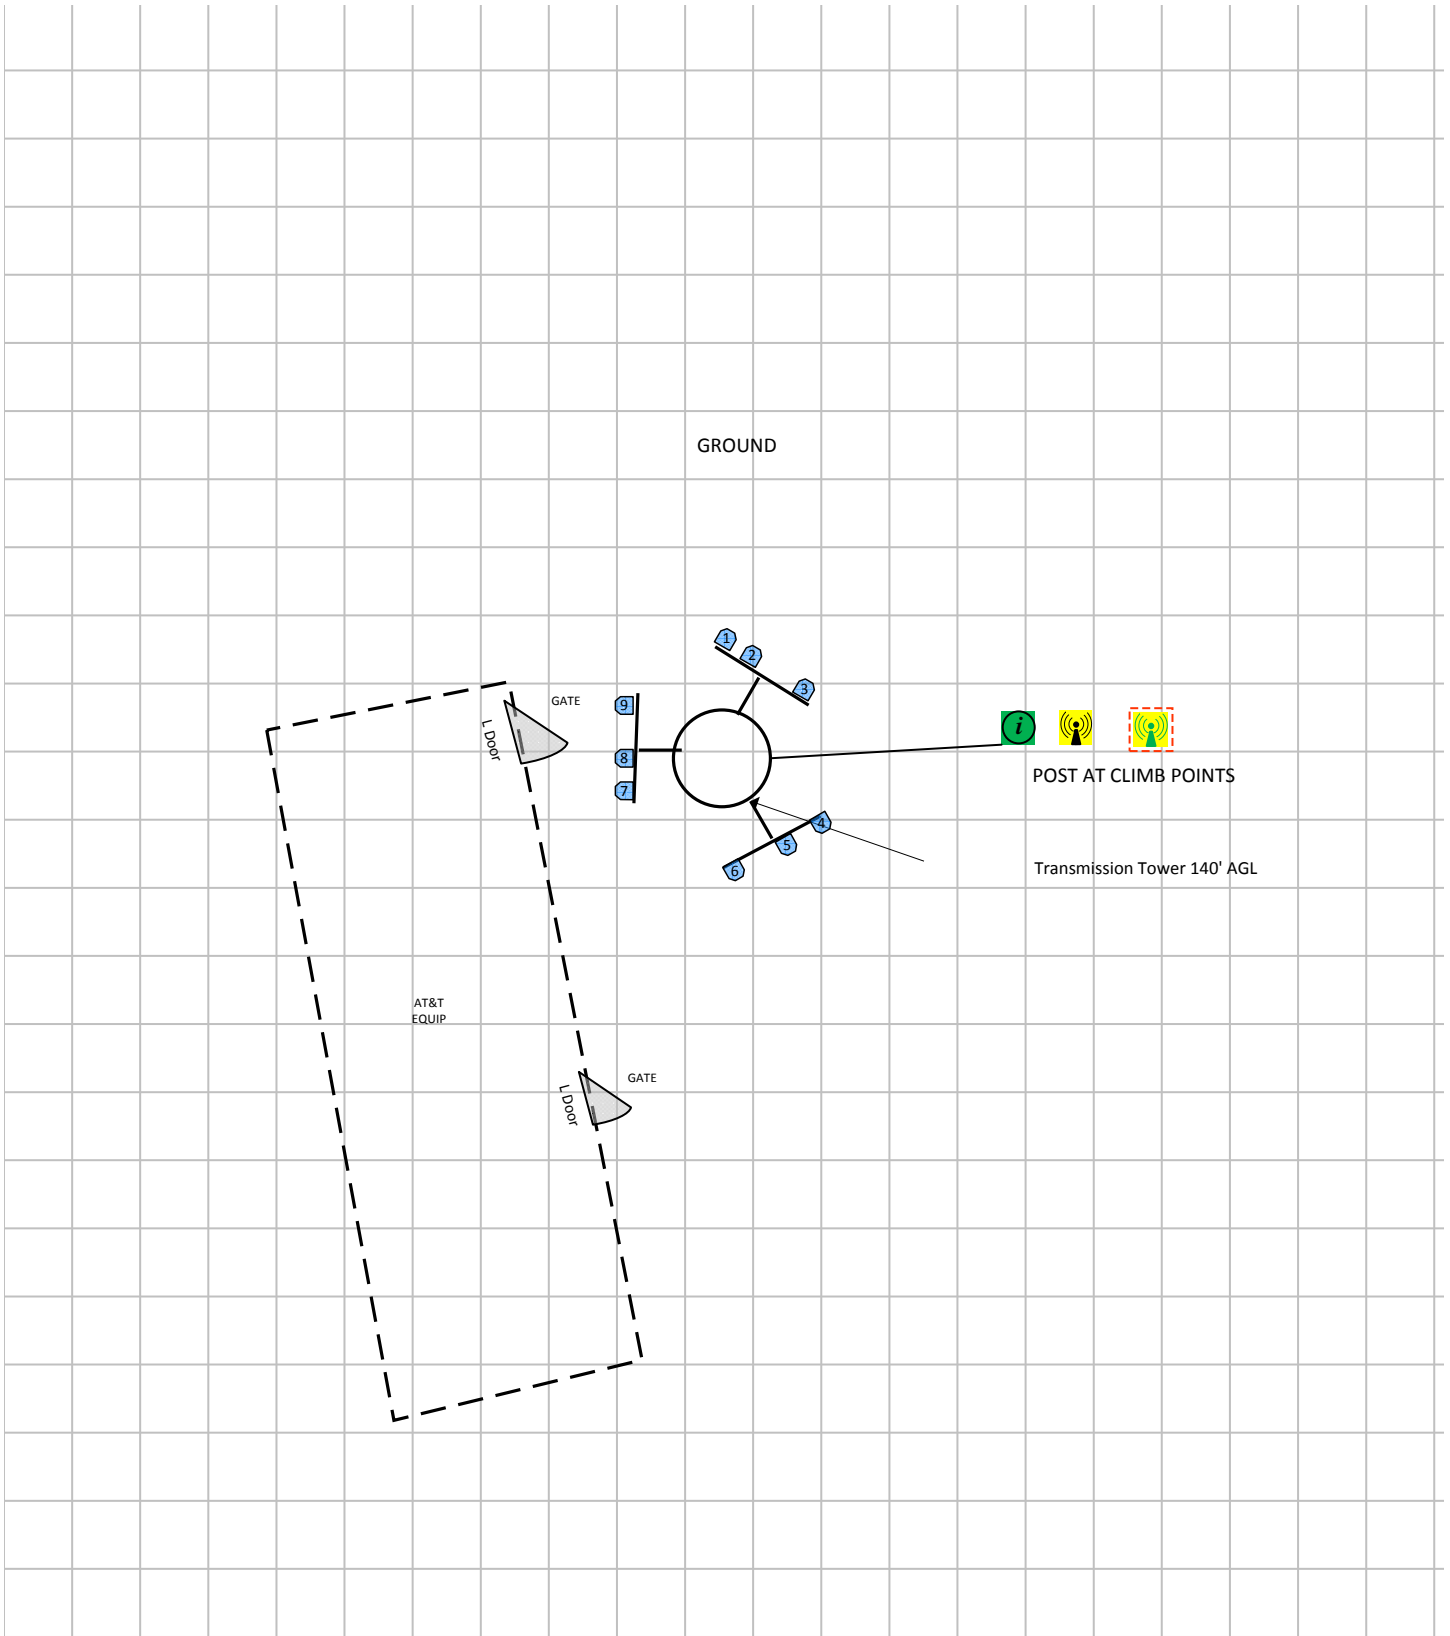 GROUND
1
2
3
9
GATE
L Door
8
7
i
POST AT CLIMB POINTS
4
5
6
Transmission Tower 140' AGL
AT&T
EQUIP
GATE
L Door